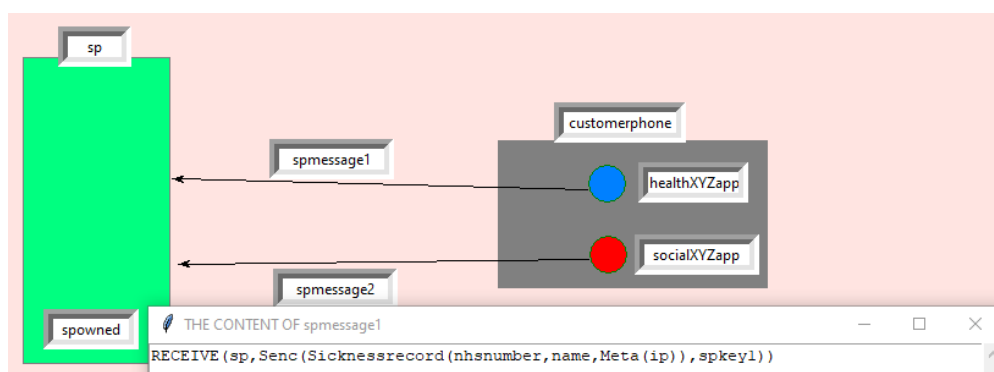 sp
customerphone
spmessage1
healthXYZapp
socialXYZapp
spmessage2
spowned
THE CONTENT OF spmessage1
RECEIVE(sp,Senc(Sicknessrecord(nhsnumber,name,Meta(ip)),spkey1))